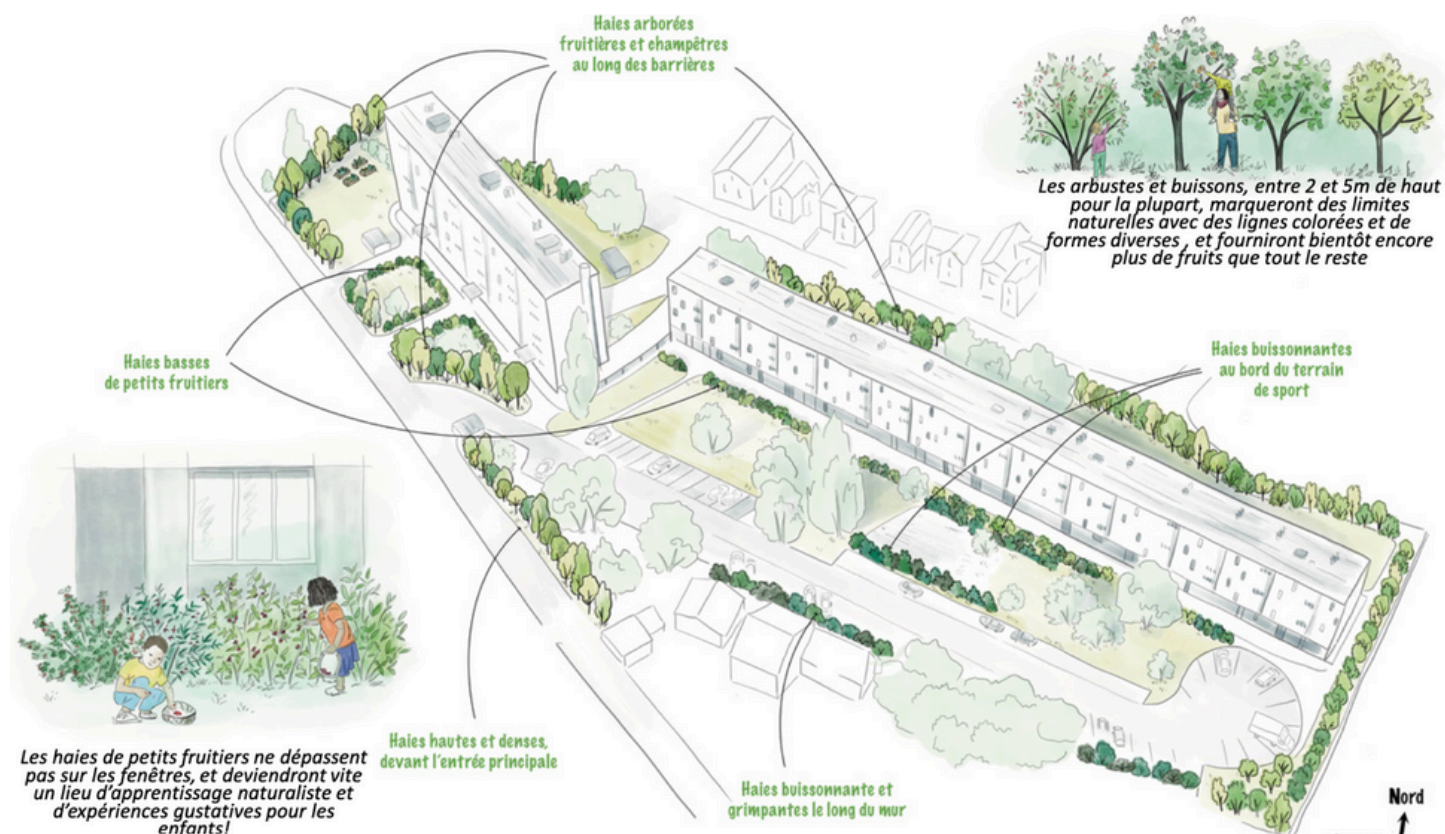 Haies arborées
fruitières et champêtres
au long des barrières
Les arbustes et buissons, entre 2 et 5m de haut
pour la plupart, marqueront des limites
naturelles avec des lignes colorées et de
formes diverses , et fourniront bientôt encore
plus de fruits que tout le reste
Haies basses
de petits fruitiers
Haies buissonnantes
au bord du terrain
de sport
Les haies de petits fruitiers ne dépassent
pas sur les fenêtres, et deviendront vite
un lieu d'apprentissage naturaliste et
d'expériences gustatives pour les
enfants!
Haies hautes et denses,
devant l'entrée principale
Haies buissonnante et
grimpantes le long du mur
Nord